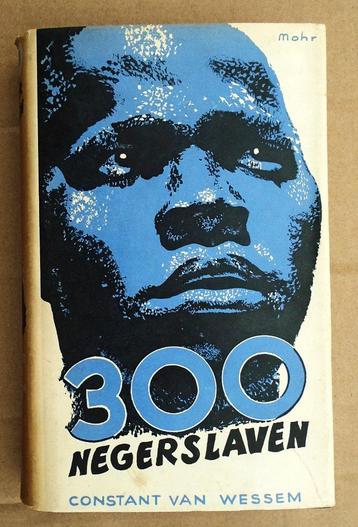 Mohr
300
NEGERSLAVEN
CONSTANT VAN WESSEM